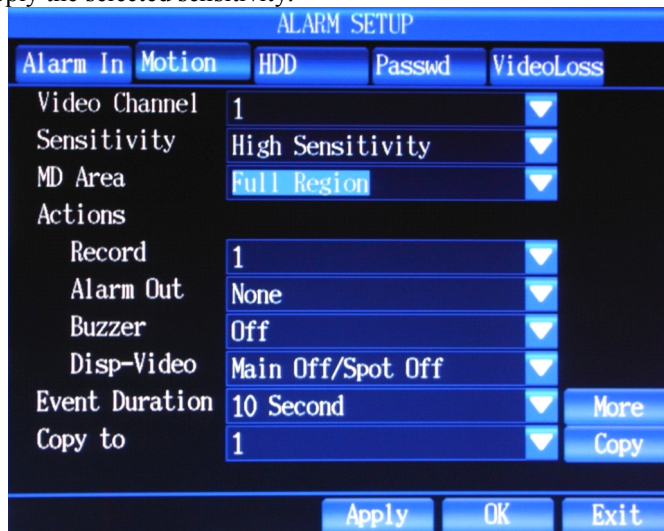 ALARM SETUP
Alarm In Motion HDD Passwd VideoLoss
Video Channel 1
Sensitivity High Sensitivity
MD Area Full Region
Actions
Record 1
Alarm Out None
Buzzer Off
Disp-Video Main Off/Spot Off
Event Duration 10 Second More
Copy to 1 Copy
Apply OK Exit